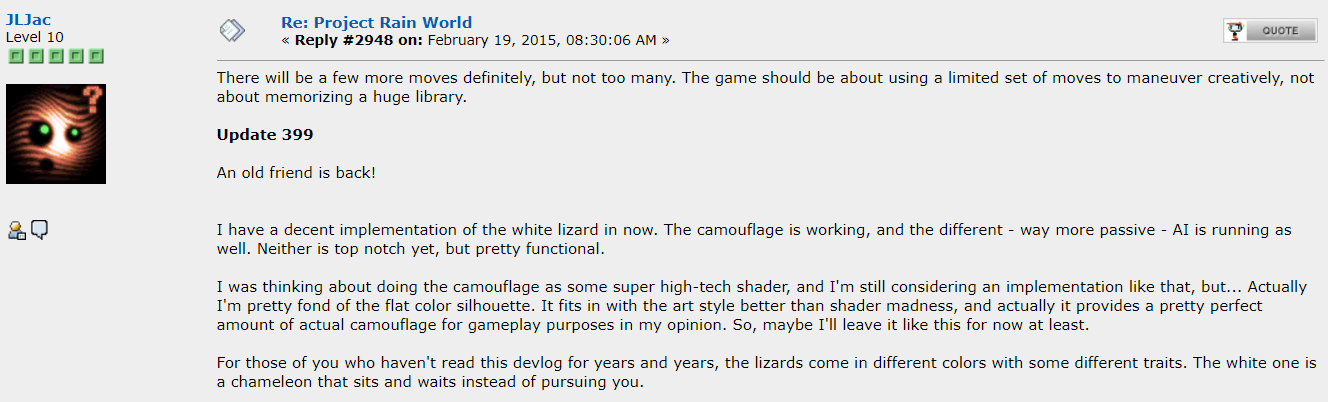 JLJac
Level 10
Re: Project Rain World
« Reply #2948 on: February 19, 2015, 08:30:06 AM »
QUOTE
?
There will be a few more moves definitely, but not too many. The game should be about using a limited set of moves to maneuver creatively, not
about memorizing a huge library.
Update 399
An old friend is back!
I have a decent implementation of the white lizard in now. The camouflage is working, and the different - way more passive - AI is running as
well. Neither is top notch yet, but pretty functional.
I was thinking about doing the camouflage as some super high-tech shader, and I'm still considering an implementation like that, but... Actually
I'm pretty fond of the flat color silhouette. It fits in with the art style better than shader madness, and actually it provides a pretty perfect
amount of actual camouflage for gameplay purposes in my opinion. So, maybe I'll leave it like this for now at least.
For those of you who haven't read this devlog for years and years, the lizards come in different colors with some different traits. The white one is
a chameleon that sits and waits instead of pursuing you.